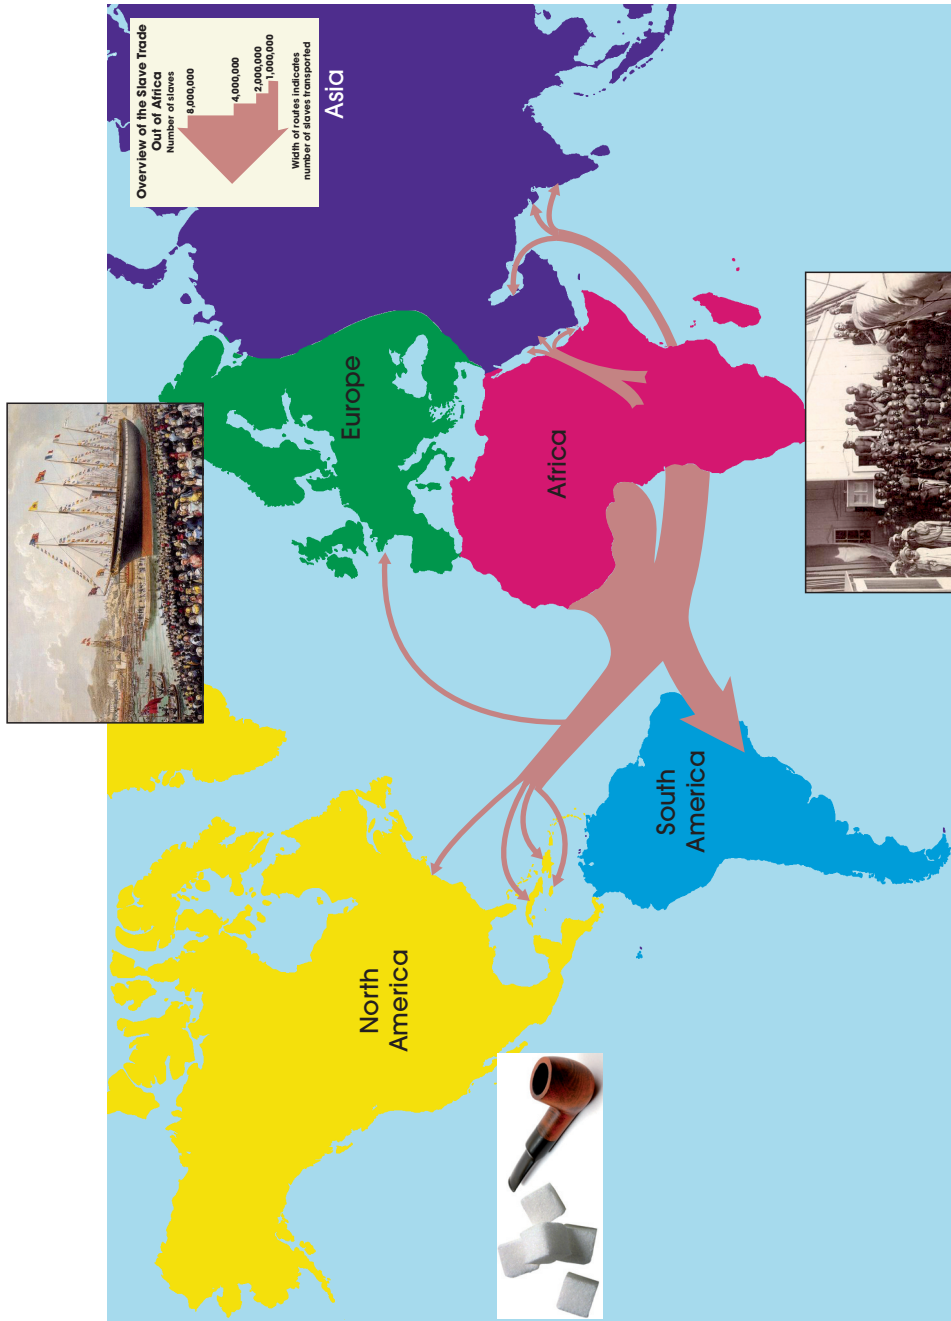 Overview of the Slave Trade
Out of Africa
Number of slaves
8,000,000
4,000,000
2,000,000
1,000,000
Width of routes indicates
number of slaves transported
Asia
Europe
Africa
North
America
South
America